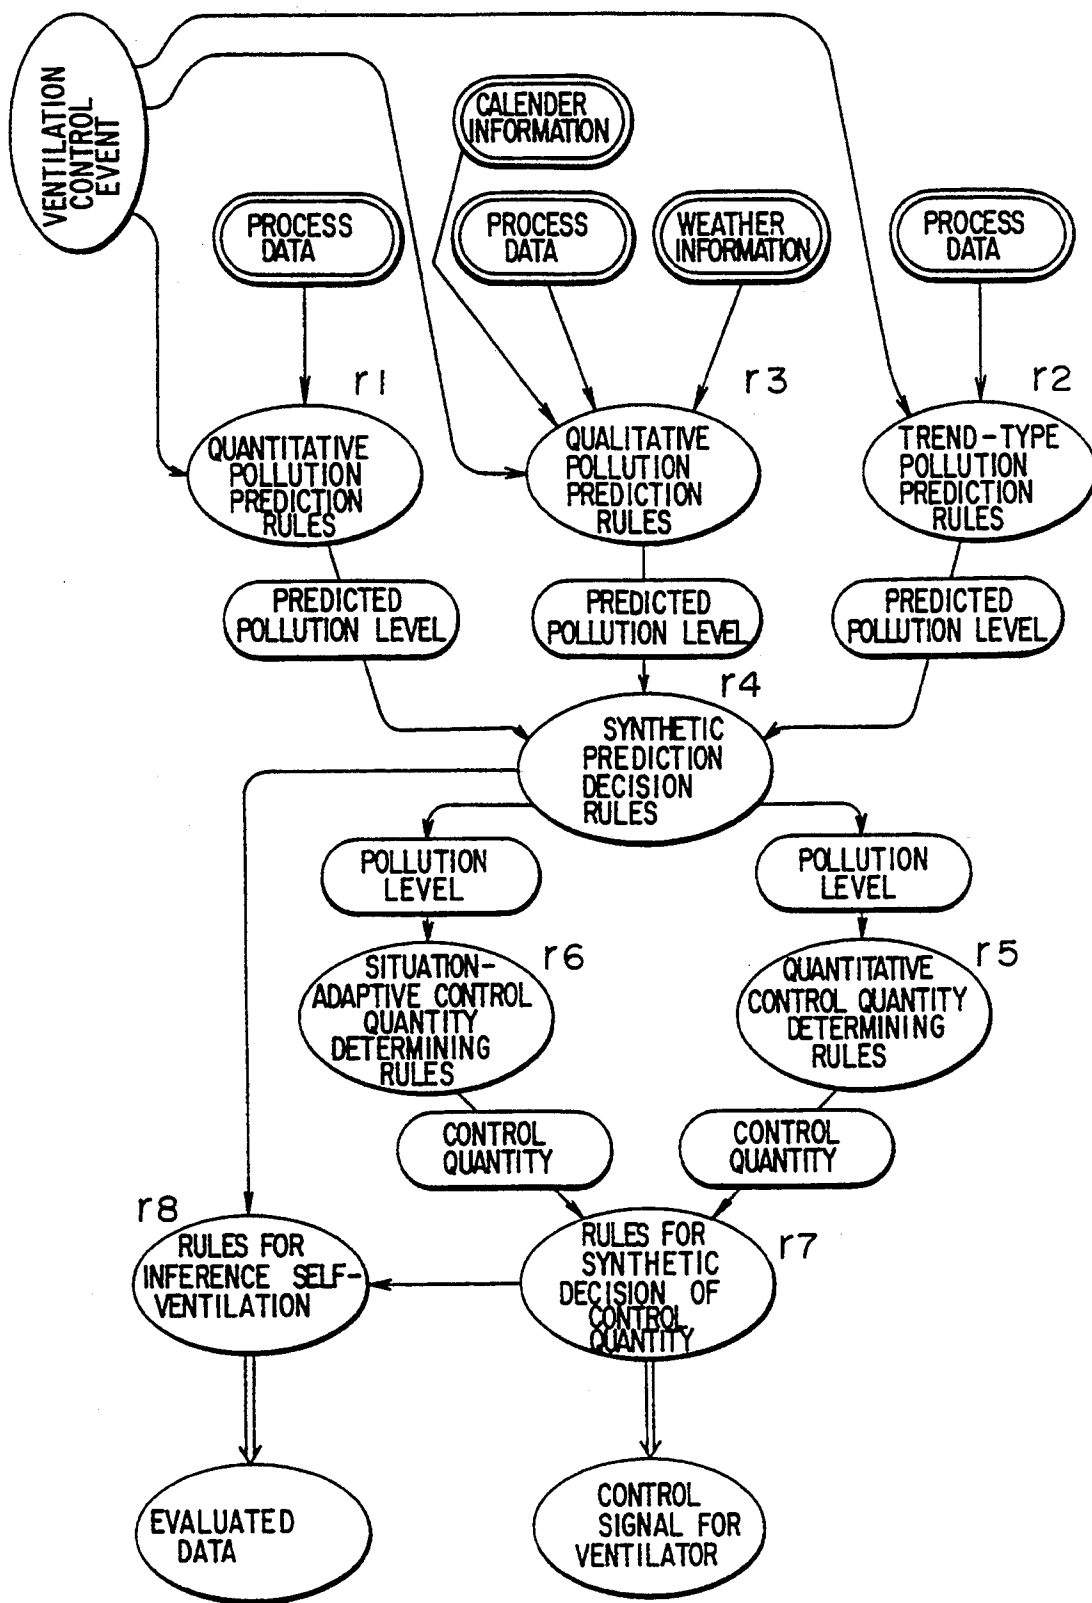 VENTILATION
CONTROL
EVENT
CALENDER
INFORMATION
PROCESS
DATA
PROCESS
DATA
WEATHER
INFORMATION
PROCESS
DATA
r1
r3
r2
QUANTITATIVE
POLLUTION
PREDICTION
RULES
QUALITATIVE
POLLUTION
PREDICTION
RULES
TREND-TYPE
POLLUTION
PREDICTION
RULES
PREDICTED
POLLUTION LEVEL
PREDICTED
POLLUTION LEVEL
PREDICTED
POLLUTION LEVEL
r4
SYNTHETIC
PREDICTION
DECISION
RULES
POLLUTION
LEVEL
POLLUTION
LEVEL
r6
SITUATION-
ADAPTIVE CONTROL
QUANTITY
DETERMINING
RULES
r5
QUANTITATIVE
CONTROL QUANTITY
DETERMINING
RULES
CONTROL
QUANTITY
CONTROL
QUANTITY
r8
RULES FOR
INFERENCE SELF-
VENTILATION
r7
RULES FOR
SYNTHETIC
DECISION OF
CONTROL
QUANTITY
EVALUATED
DATA
CONTROL
SIGNAL FOR
VENTILATOR